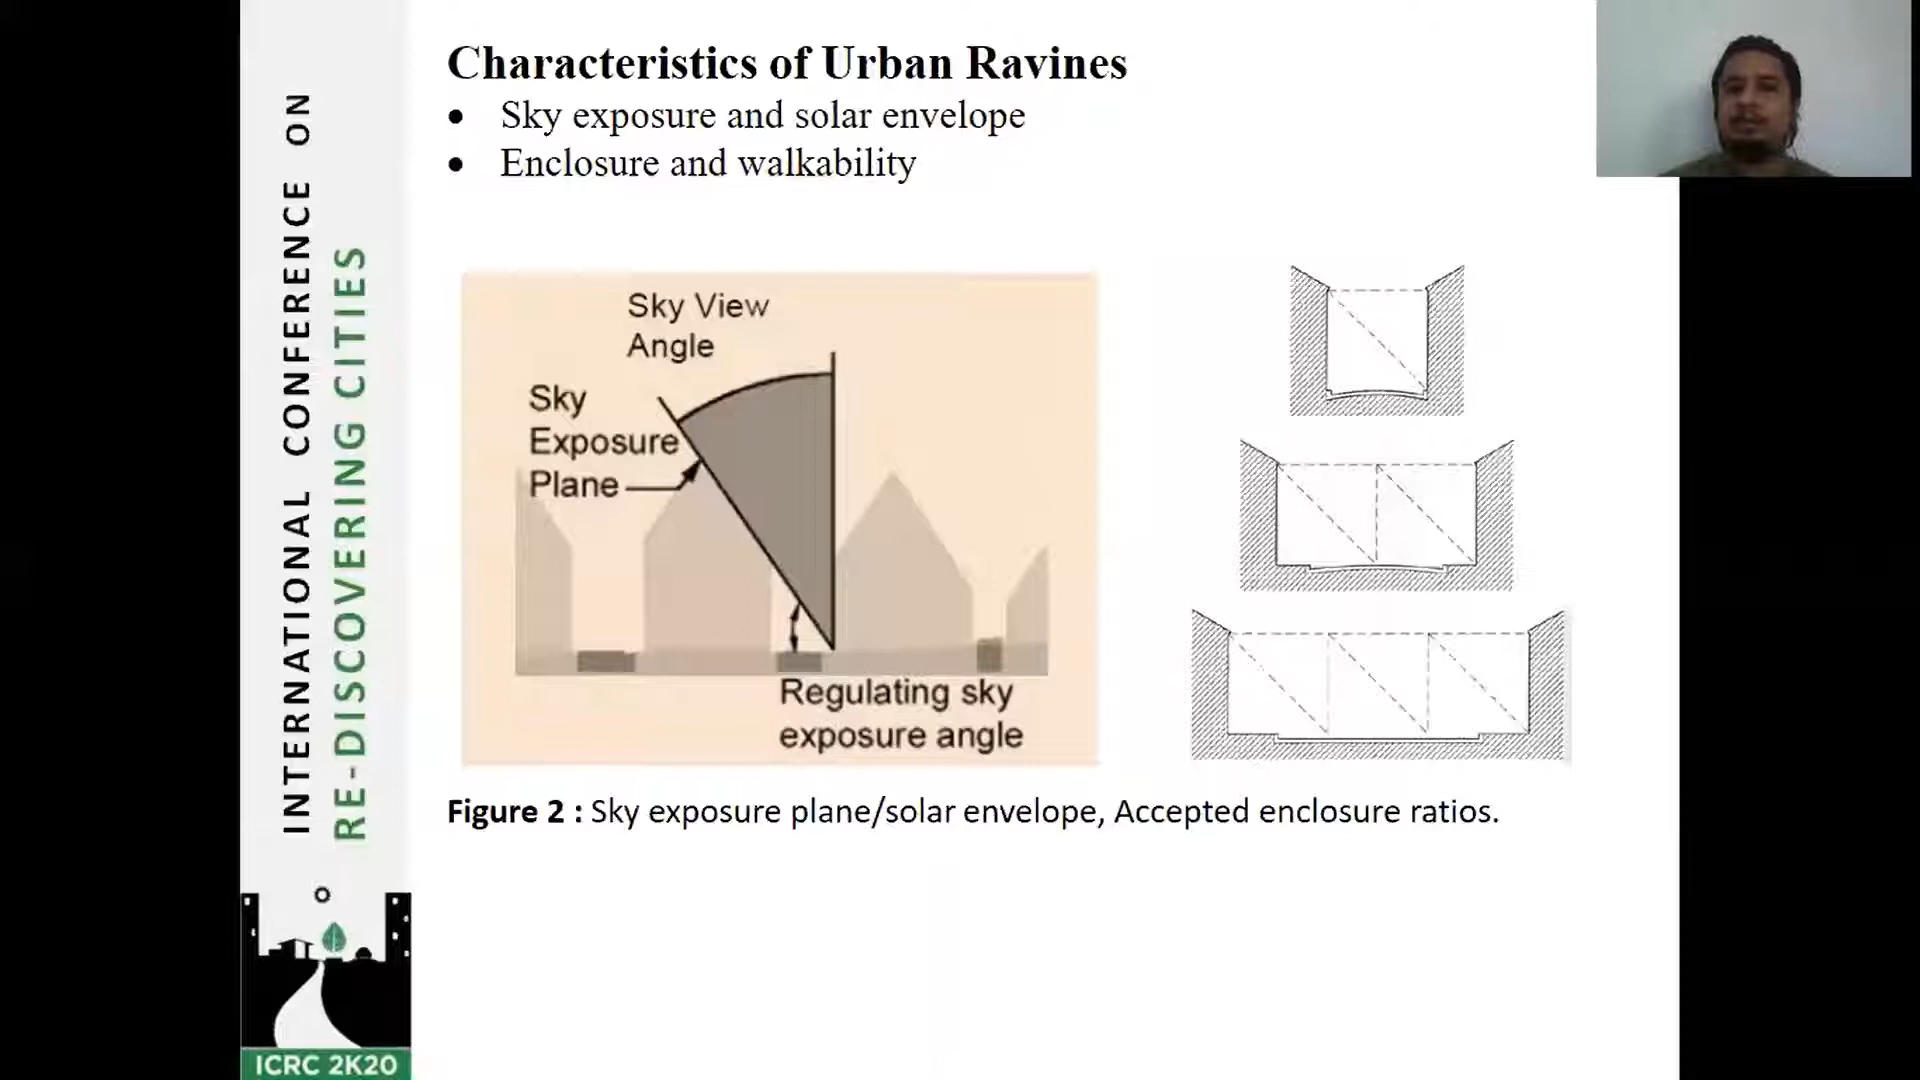 INTERNATIONAL CONFERENCE ON
RE-DISCOVERING CITIES
ICRC 2K20
Characteristics of Urban Ravines
• Sky exposure and solar envelope
• Enclosure and walkability
Sky View
Angle
Sky
Exposure
Plane
Regulating sky
exposure angle
Figure 2 : Sky exposure plane/solar envelope, Accepted enclosure ratios.